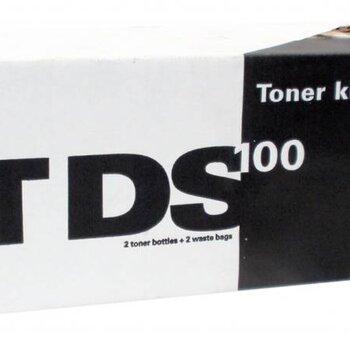 Toner k
TDS100
2 toner bottles + 2 waste bags